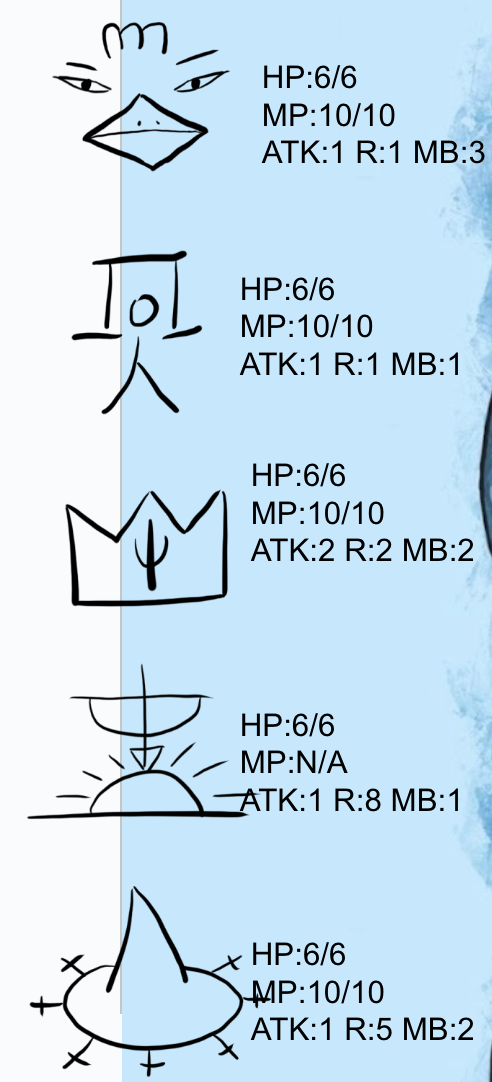 HP:6/6
MP:10/10
ATK:1 R:1 MB:3
HP:6/6
MP:10/10
ATK:1 R:1 MB:1
HP:6/6
MP:10/10
ATK:2 R:2 MB:2
HP:6/6
MP:N/A
ATK:1 R:8 MB:1
HP:6/6
MP:10/10
ATK:1 R:5 MB:2